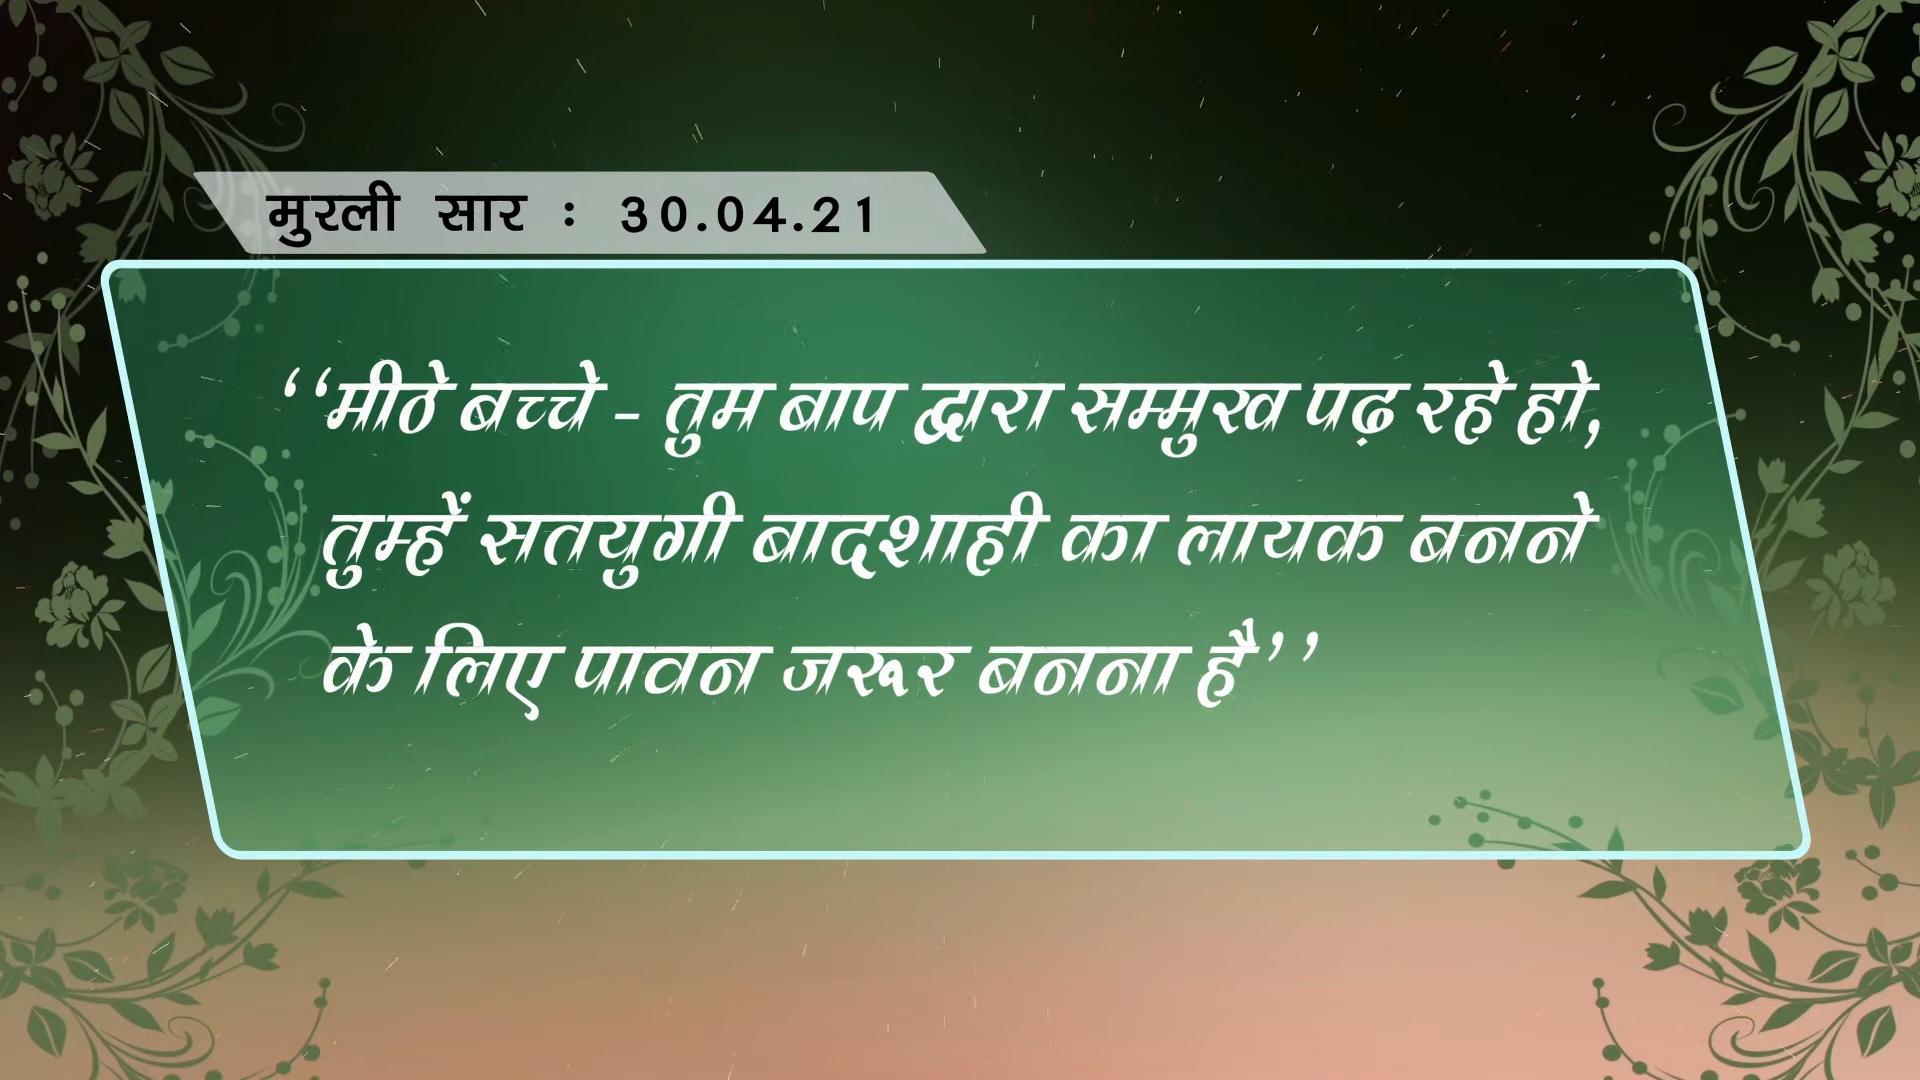 मुरली सार : 30.04.21
‘‘मीठे बच्चे - तुम बाप द्वारा सम्मुख पढ़ रहे हो,
तुम्हें सतयुगी बादशाही का लायक बनने
के लिए पावन जरूर बनना है’’